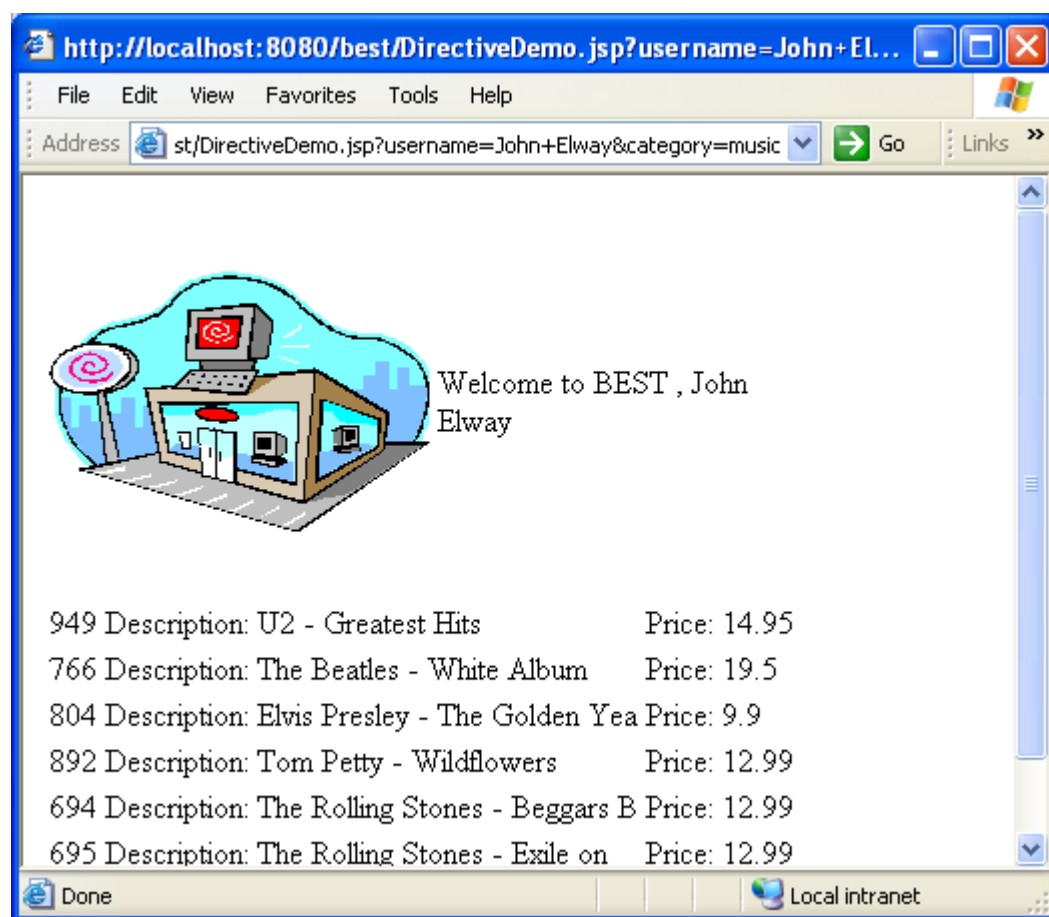 http://localhost:8080/best/DirectiveDemo.jsp?username=John+El...
File Edit View Favorites Tools Help
Address st/DirectiveDemo.jsp?username=John+Elway&category=music Go Links »
Welcome to BEST , John
Elway
949 Description: U2 - Greatest Hits Price: 14.95
766 Description: The Beatles - White Album Price: 19.5
804 Description: Elvis Presley - The Golden Yea Price: 9.9
892 Description: Tom Petty - Wildflowers Price: 12.99
694 Description: The Rolling Stones - Beggars B Price: 12.99
695 Description: The Rolling Stones - Exile on Price: 12.99
Done Local intranet